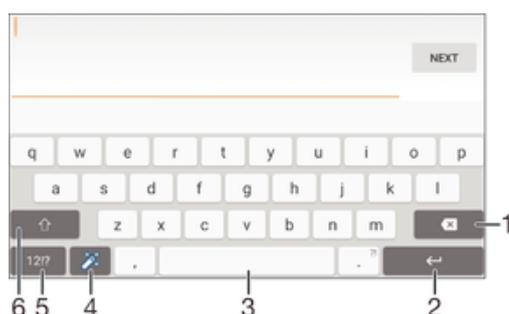 NEXT
q w e r t y u i o p
a s d f g h j k l
z x c v b n m 1
12!? , . ?!
6 5 4 3 2